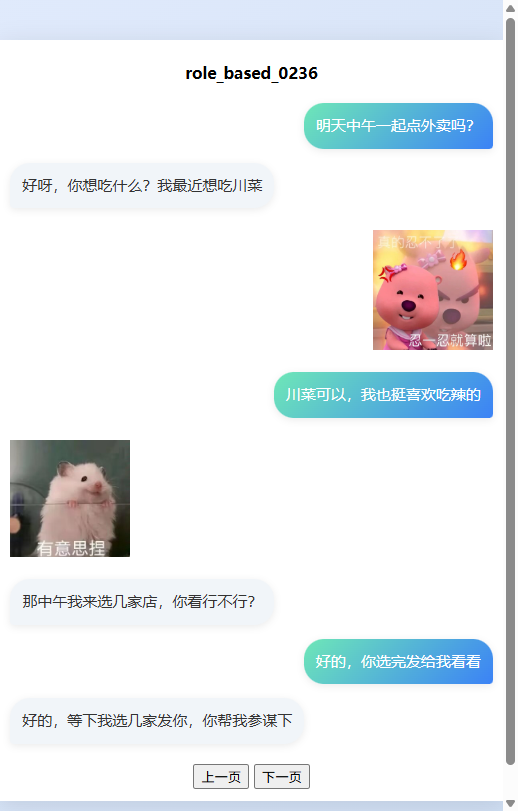 role_based_0236
明天中午一起点外卖吗？
好呀，你想吃什么？我最近想吃川菜
真的忍不了了
忍一忍就算啦
川菜可以，我也挺喜欢吃辣的
有意思捏
那中午我来选几家店，你看行不行？
好的，你选完发给我看看
好的，等下我选几家发你，你帮我参谋下
上一页 下一页